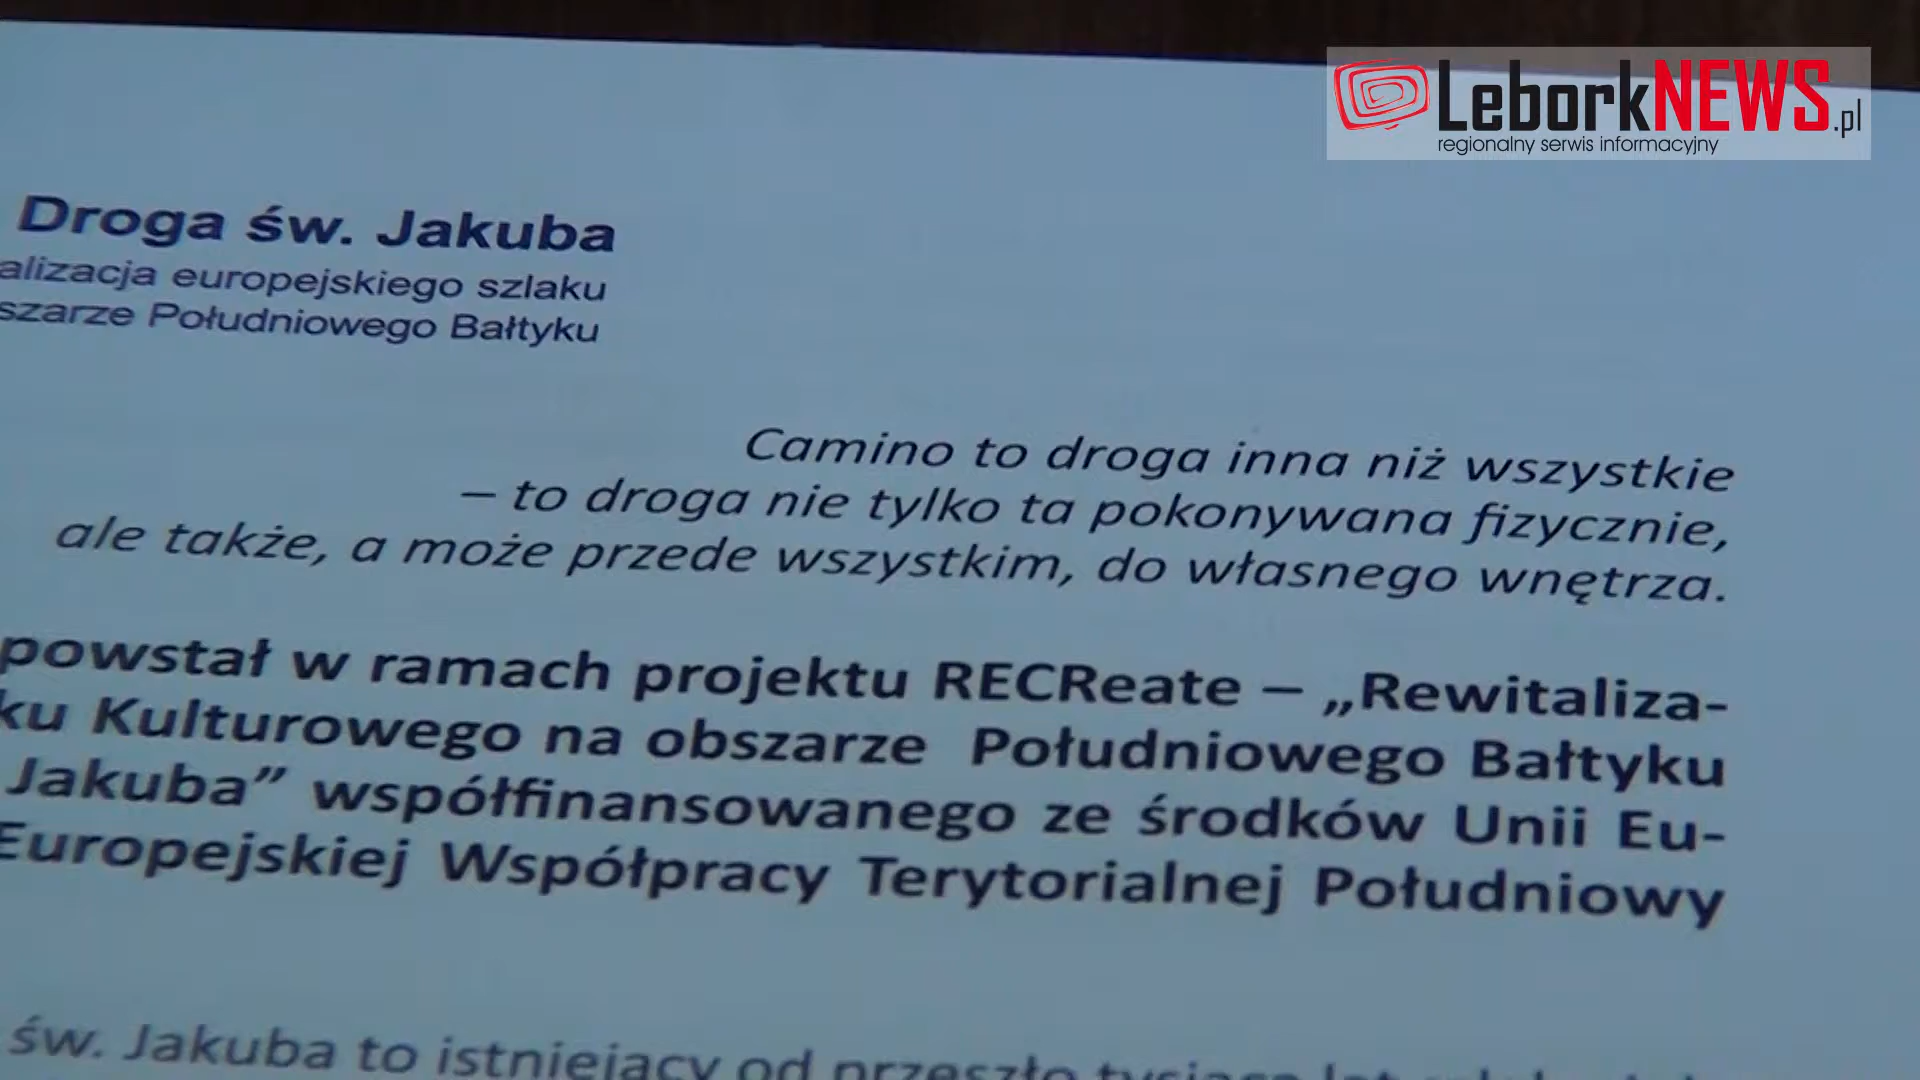 LeborkNEWS.pl
regionalny serwis informacyjny
Droga św. Jakuba
alizacja europejskiego szlaku
szarze Południowego Bałtyku
Camino to droga inna niż wszystkie
– to droga nie tylko ta pokonywana fizycznie,
ale także, a może przede wszystkim, do własnego wnętrza.
powstał w ramach projektu RECReate – „Rewitaliza-
ku Kulturowego na obszarze Południowego Bałtyku
Jakuba” współfinansowanego ze środków Unii Eu-
Europejskiej Współpracy Terytorialnej Południowy
św. Jakuba to istniejący od przeszło